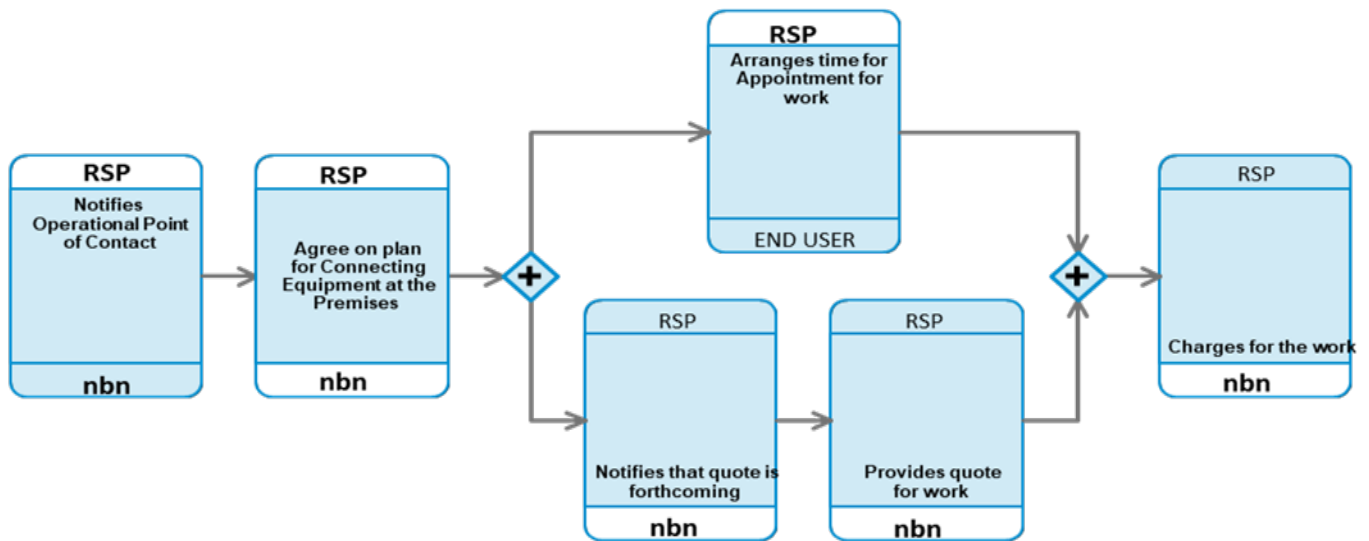 RSP
Notifies
Operational Point
of Contact
nbn
RSP
Agree on plan
for Connecting
Equipment at the
Premises
nbn
RSP
Arranges time for
Appointment for
work
END USER
RSP
Notifies that quote is
forthcoming
nbn
RSP
Provides quote
for work
nbn
RSP
Charges for the work
nbn